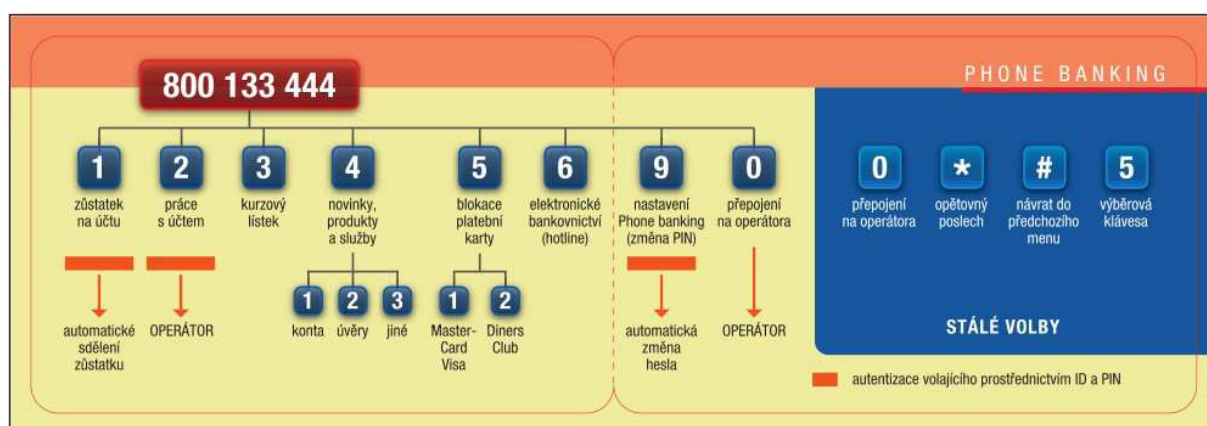 PHONE BANKING
800 133 444
1
zůstatek
na účtu
automatické
sdělení
zůstatku
2
práce
s účtem
OPERÁTOR
3
kurzový
lístek
4
novinky,
produkty
a služby
1
konta
2
úvěry
3
jiné
5
blokace
platební
karty
1
Master-
Card
Visa
2
Diners
Club
6
elektronické
bankovnictví
(hotline)
9
nastavení
Phone banking
(změna PIN)
automatická
změna
hesla
0
přepojení
na operátora
OPERÁTOR
0
přepojení
na operátora
*
opětovný
poslech
#
návrat do
předchozího
menu
5
výběrová
klávesa
STÁLÉ VOLBY
autentizace volajícího prostřednictvím ID a PIN